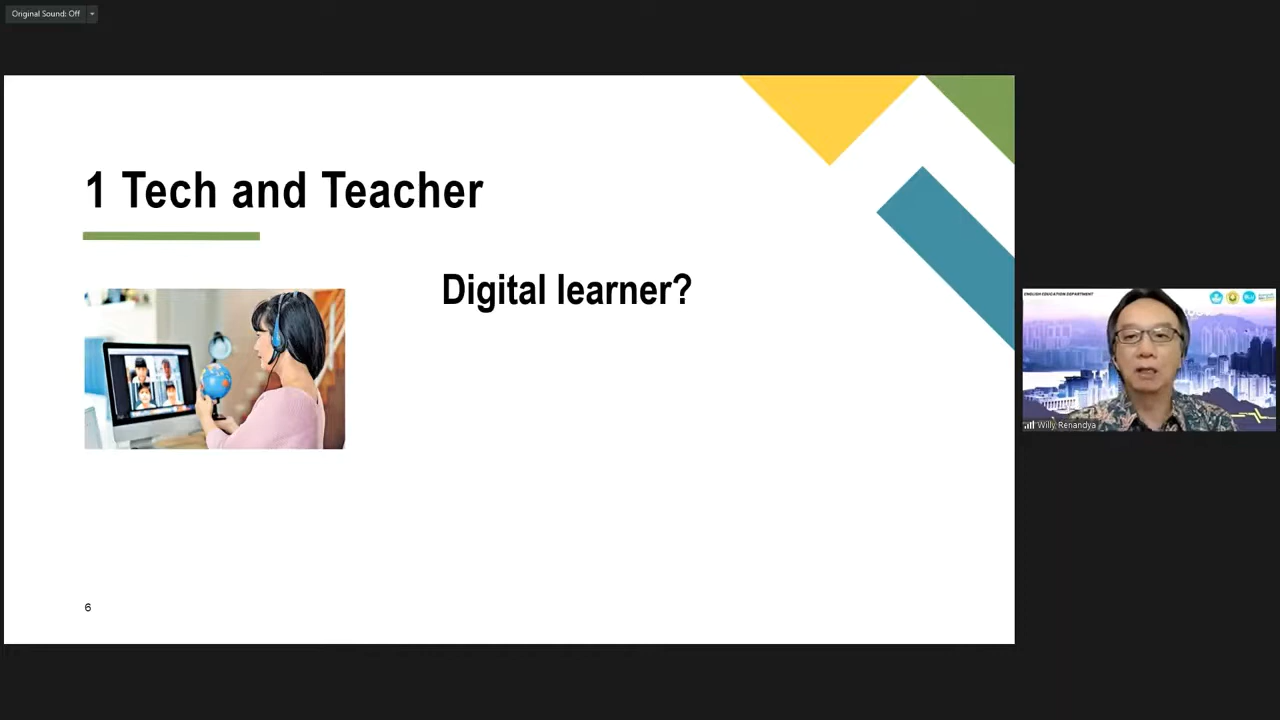 Original Sound: Off
1 Tech and Teacher
Digital learner?
ENGLISH EDUCATION DEPARTMENT
Willy Renandya
6